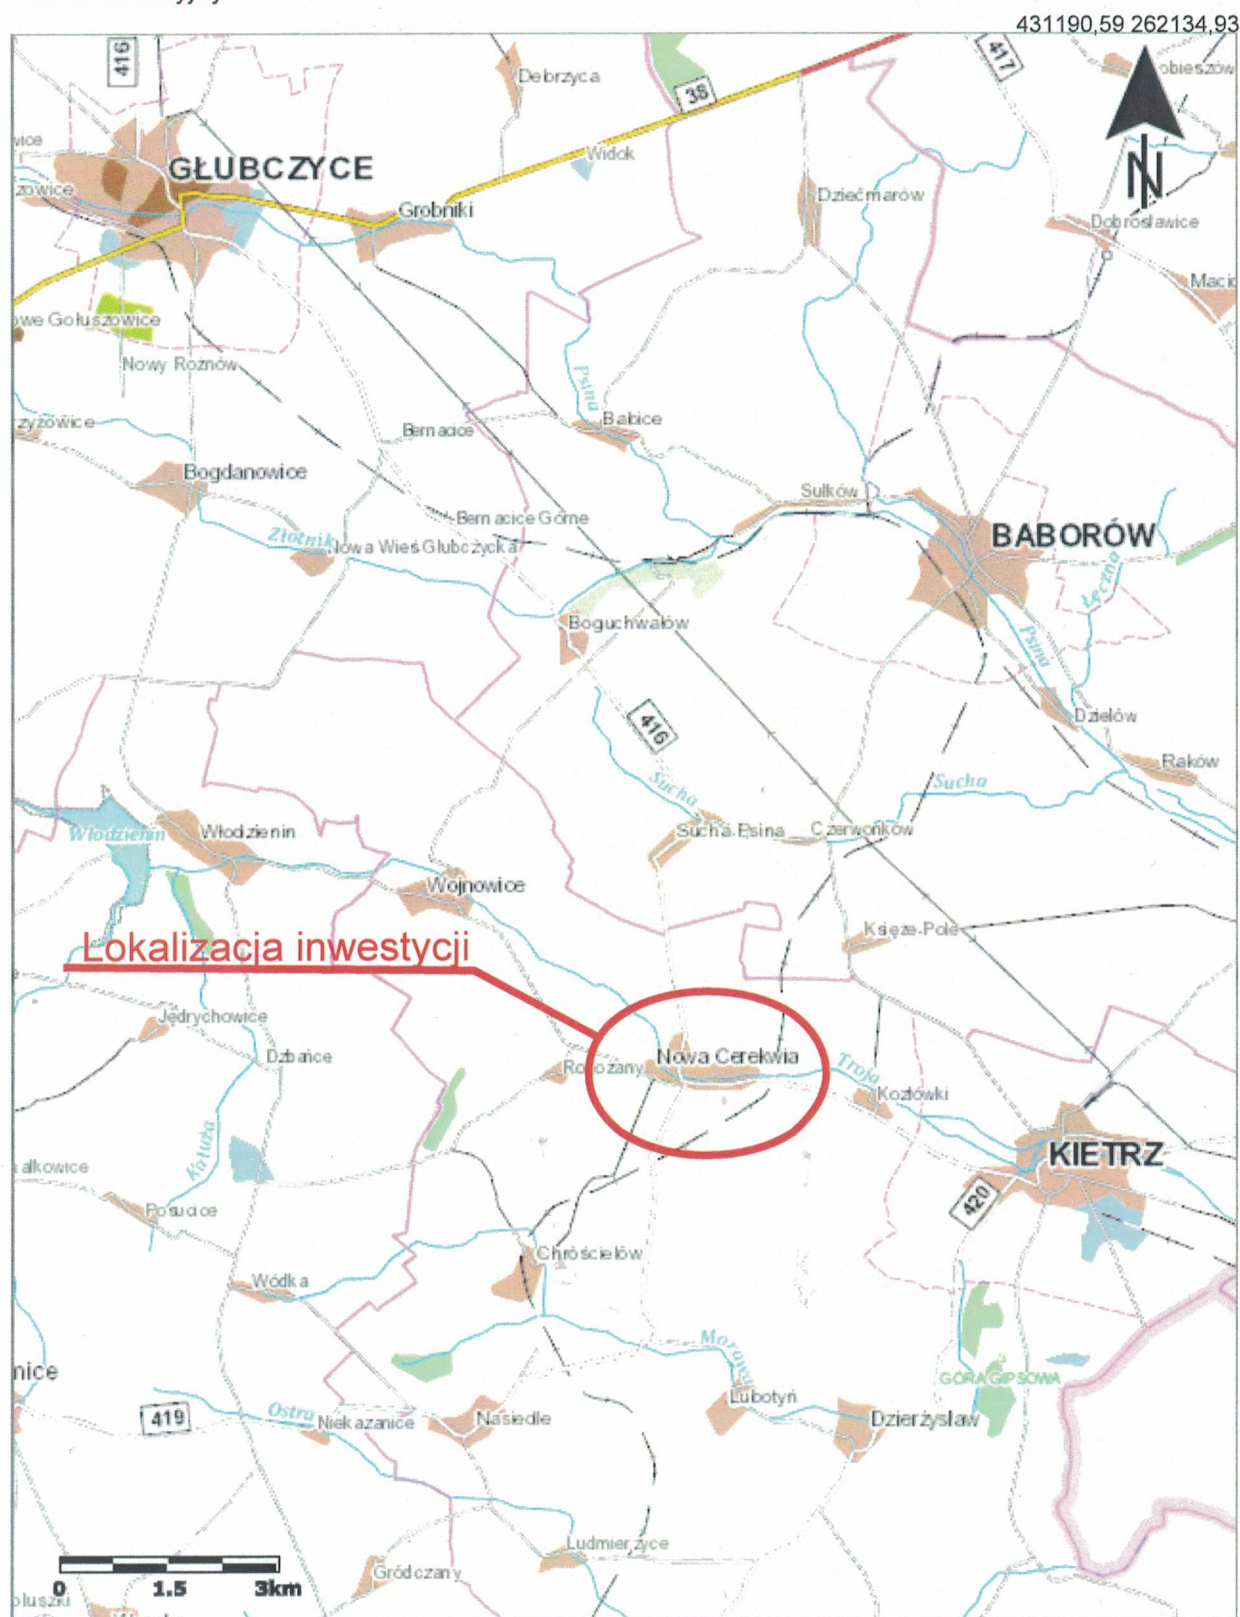 431190,59 262134,93
416
417
Debrzyca
38
GŁUBCZYCE
Widok
Grobniki
Dziećmarów
Dobrosławice
Nowy Rożnów
Psina
Babice
Bernacice
Bogdanowice
Sułków
Bernacice Górne
Złotnik
Nowa Wieś Głubczycka
BABORÓW
Łęczna
Boguchwałów
Psina
416
Dzielów
Raków
Sucha
Sucha
Włodzienin
Włodzienin
Sucha Psina
Czerwonków
Wojnowice
Księże-Pole
Lokalizacja inwestycji
Jędrychowice
Dzbańce
Nowa Cerekwia
Troja
Kozłówki
Kałuża
KIETRZ
420
Posucice
Chróścielów
Wódka
Morawa
GÓRA GIPSOWA
Lubotyń
419
Ostra
Niekazanice
Nasiedle
Dzierżysław
Ludmierzyce
Gródczany
0 1.5 3km